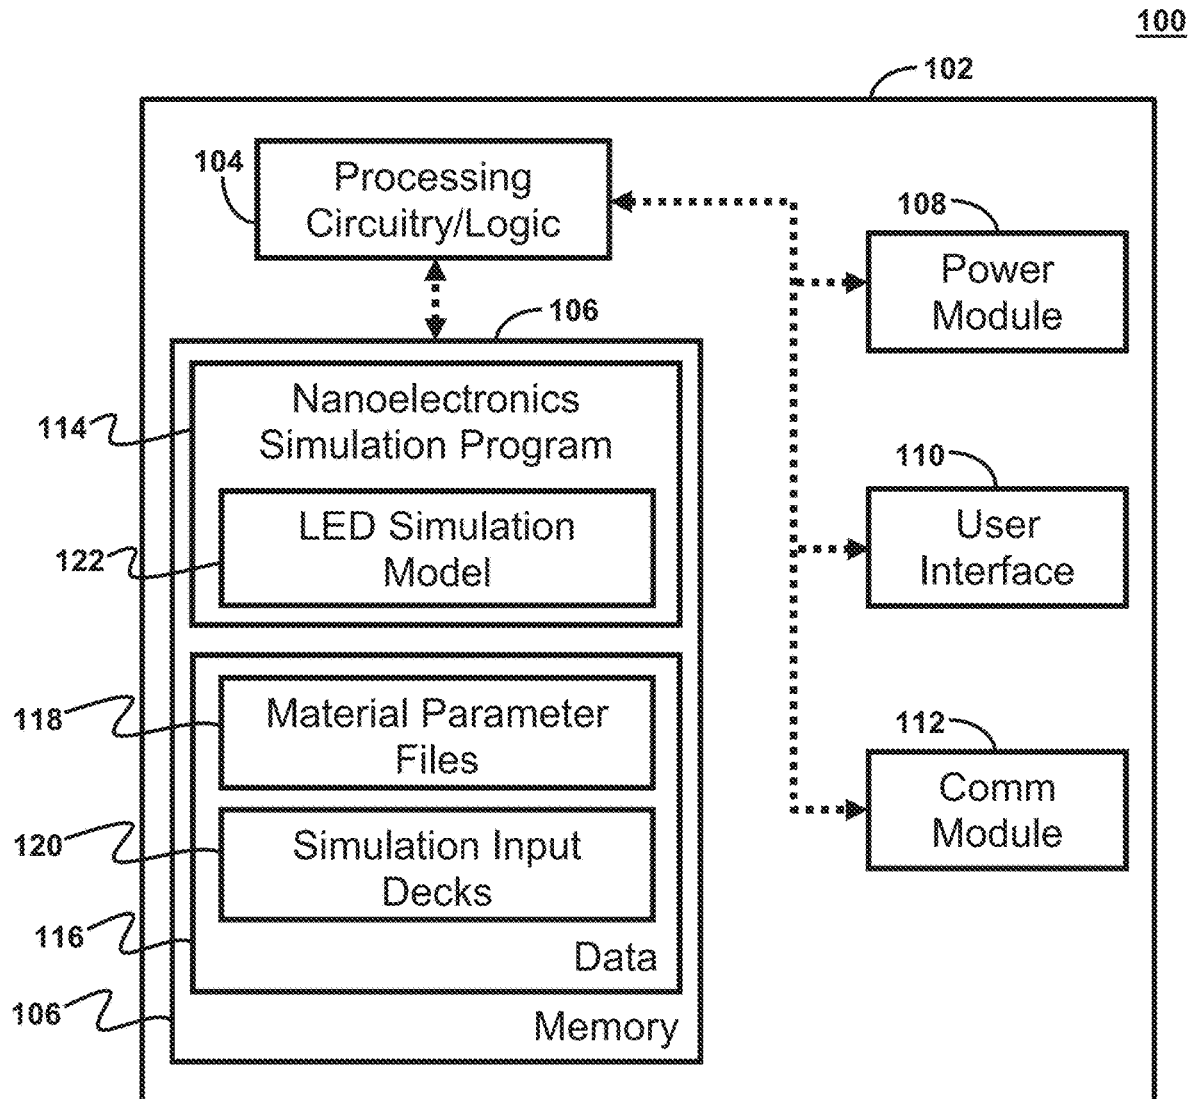 100
102
104
Processing
Circuitry/Logic
108
Power
Module
106
Nanoelectronics
Simulation Program
114
110
LED Simulation
Model
User
Interface
122
Material Parameter
Files
118
112
Comm
Module
Simulation Input
Decks
120
116
Data
106
Memory